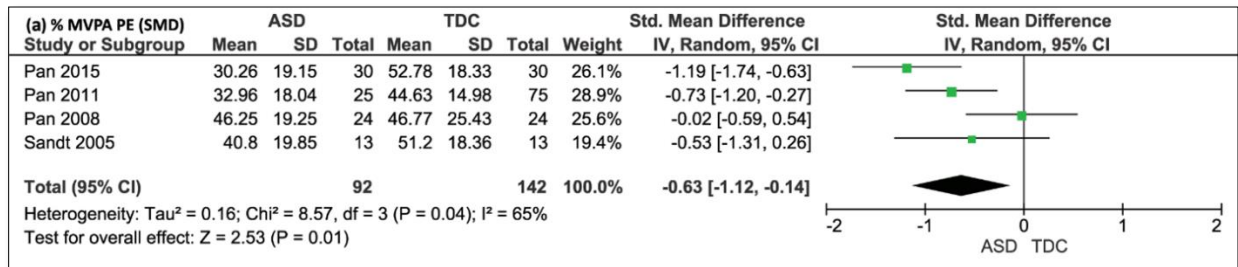 (a) % MVPA PE (SMD) ASD TDC Std. Mean Difference Std. Mean Difference
Study or Subgroup Mean SD Total Mean SD Total Weight IV, Random, 95% CI IV, Random, 95% CI
Pan 2015 30.26 19.15 30 52.78 18.33 30 26.1% -1.19 [-1.74, -0.63]
Pan 2011 32.96 18.04 25 44.63 14.98 75 28.9% -0.73 [-1.20, -0.27]
Pan 2008 46.25 19.25 24 46.77 25.43 24 25.6% -0.02 [-0.59, 0.54]
Sandt 2005 40.8 19.85 13 51.2 18.36 13 19.4% -0.53 [-1.31, 0.26]
Total (95% CI) 92 142 100.0% -0.63 [-1.12, -0.14]
Heterogeneity: Tau² = 0.16; Chi² = 8.57, df = 3 (P = 0.04); I² = 65%
Test for overall effect: Z = 2.53 (P = 0.01)
-2 -1 0 1 2
ASD TDC